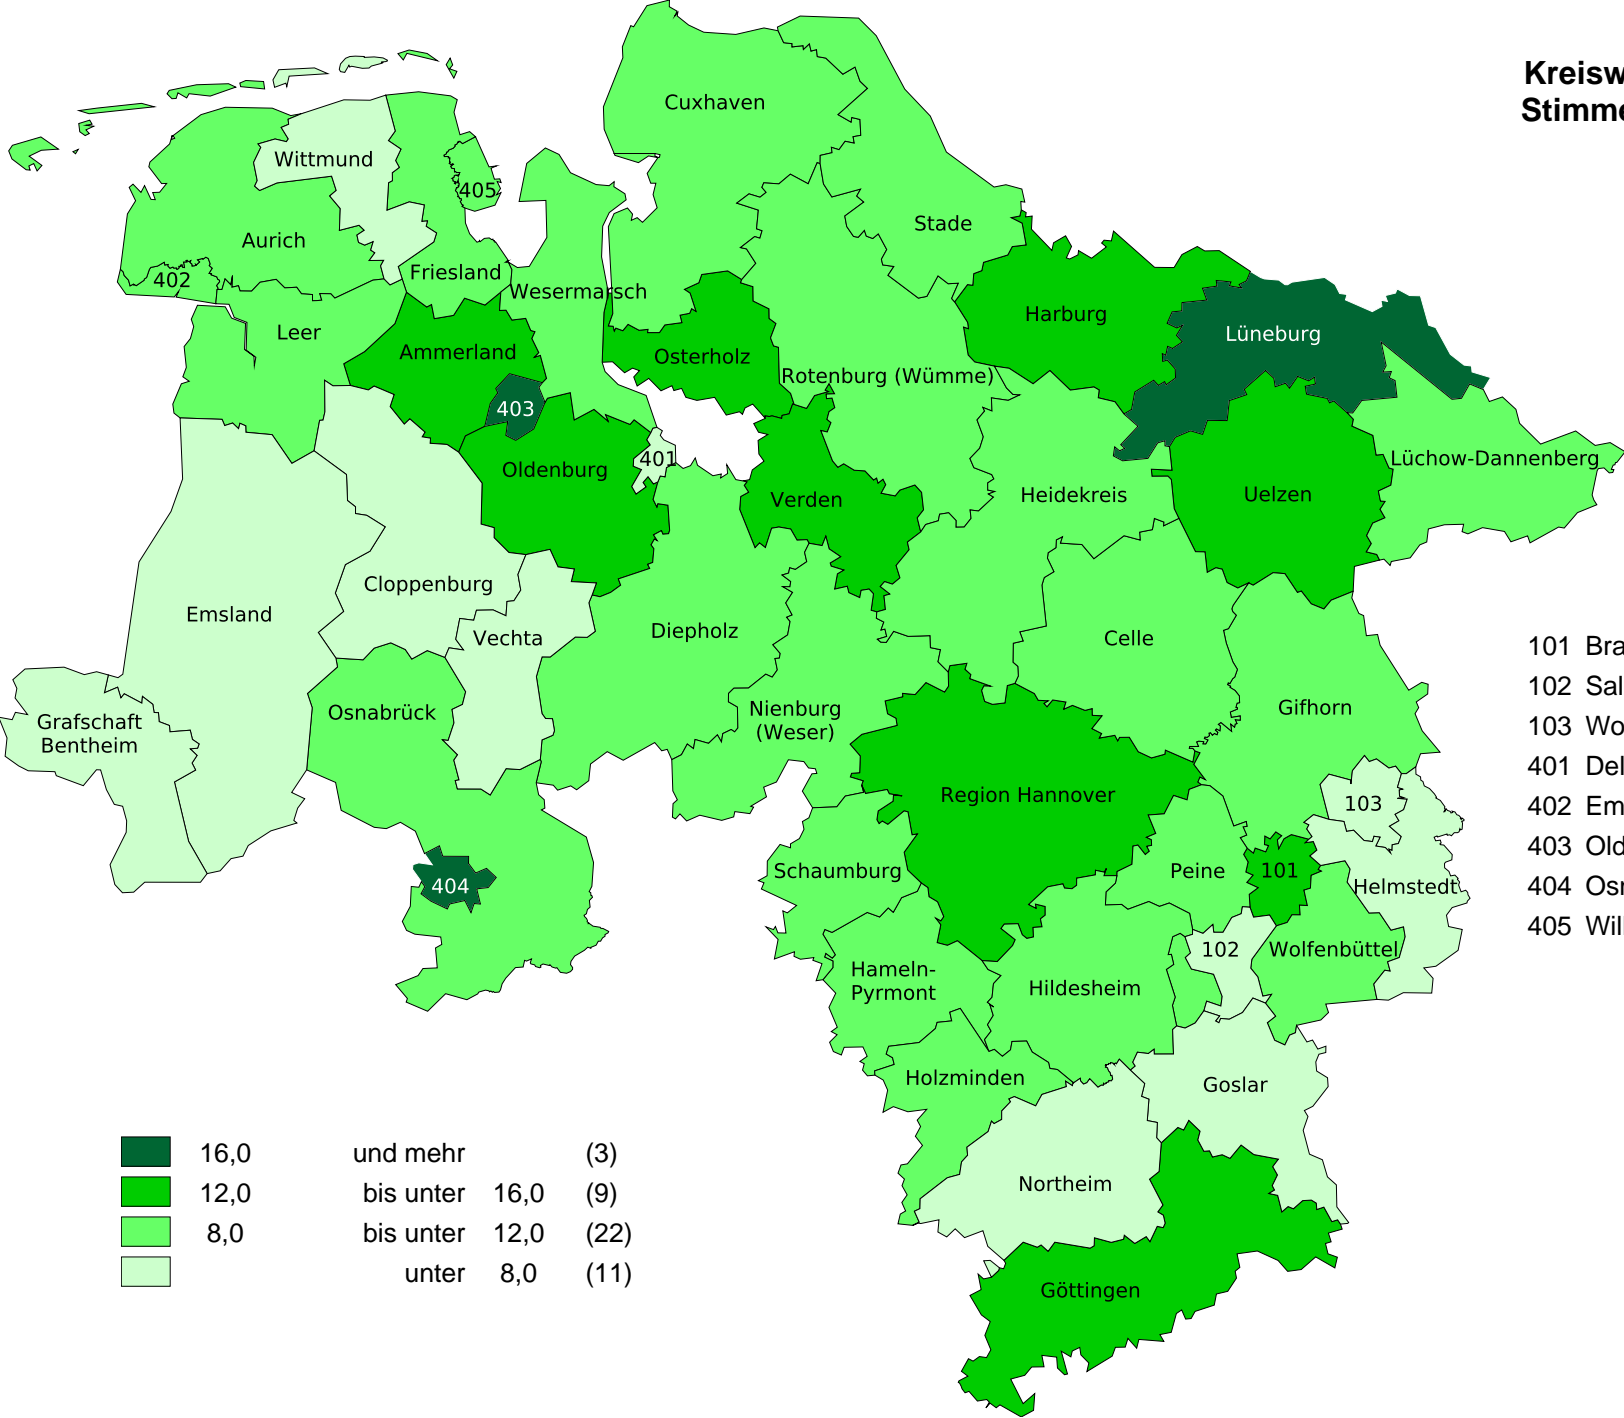 Kreisw
Stimme
Cuxhaven
Wittmund
405
Stade
Aurich
Friesland
402
Wesermarsch
Harburg
Leer
Lüneburg
Ammerland
Osterholz
Rotenburg (Wümme)
403
401
Lüchow-Dannenberg
Oldenburg
Verden
Heidekreis
Uelzen
Cloppenburg
Emsland
Vechta
Diepholz
Celle
Grafschaft
Bentheim
Osnabrück
Nienburg
(Weser)
Gifhorn
Region Hannover
103
Schaumburg
Peine
101
Helmstedt
404
102
Wolfenbüttel
Hameln-
Pyrmont
Hildesheim
Holzminden
Goslar
Northeim
Göttingen
101 Bra
102 Sal
103 Wo
401 Del
402 Em
403 Old
404 Osn
405 Will
16,0 und mehr (3)
12,0 bis unter 16,0 (9)
8,0 bis unter 12,0 (22)
unter 8,0 (11)